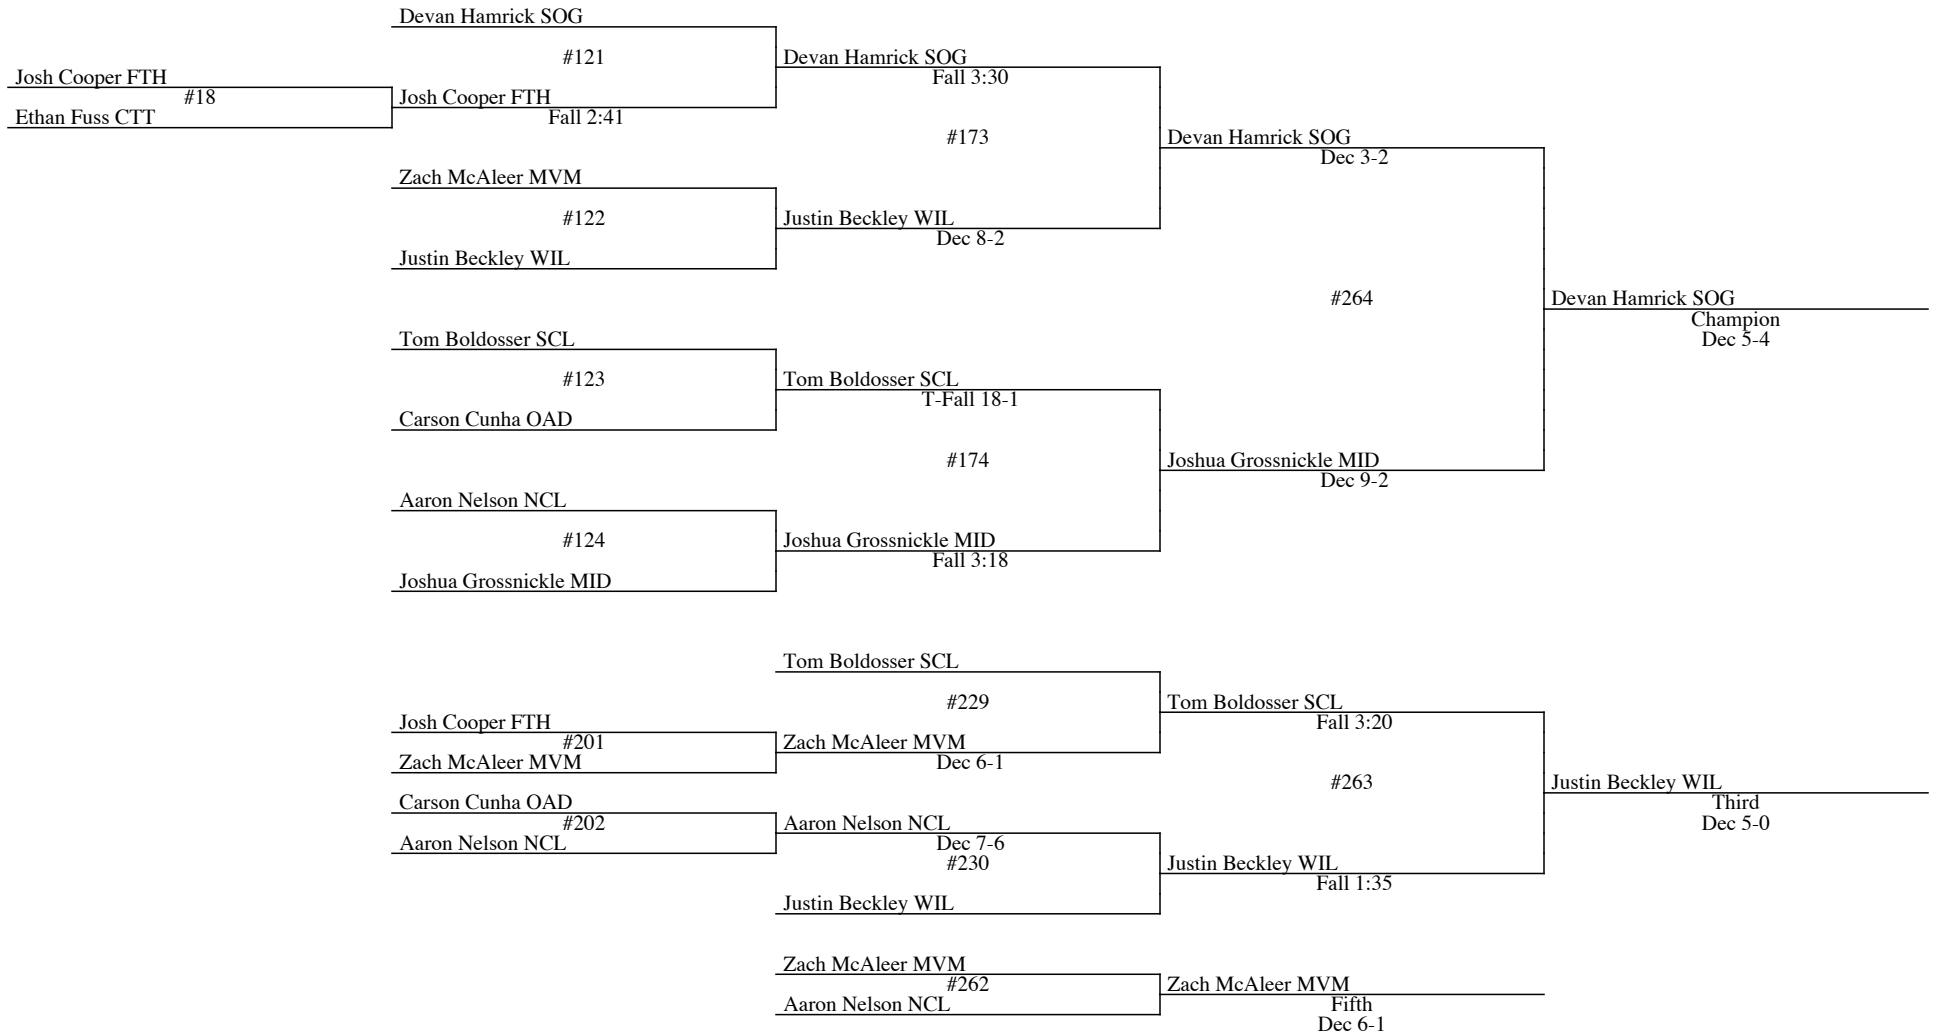 Devan Hamrick SOG
#121
Devan Hamrick SOG
Fall 3:30
Josh Cooper FTH
#18
Josh Cooper FTH
Fall 2:41
Ethan Fuss CTT
#173
Devan Hamrick SOG
Dec 3-2
Zach McAleer MVM
#122
Justin Beckley WIL
Dec 8-2
Justin Beckley WIL
#264
Devan Hamrick SOG
Champion
Dec 5-4
Tom Boldosser SCL
#123
Tom Boldosser SCL
T-Fall 18-1
Carson Cunha OAD
#174
Joshua Grossnickle MID
Dec 9-2
Aaron Nelson NCL
#124
Joshua Grossnickle MID
Fall 3:18
Joshua Grossnickle MID
Tom Boldosser SCL
#229
Tom Boldosser SCL
Fall 3:20
Josh Cooper FTH
#201
Zach McAleer MVM
Dec 6-1
Zach McAleer MVM
#263
Justin Beckley WIL
Third
Dec 5-0
Carson Cunha OAD
#202
Aaron Nelson NCL
Dec 7-6
Aaron Nelson NCL
#230
Justin Beckley WIL
Fall 1:35
Justin Beckley WIL
Zach McAleer MVM
#262
Zach McAleer MVM
Fifth
Dec 6-1
Aaron Nelson NCL